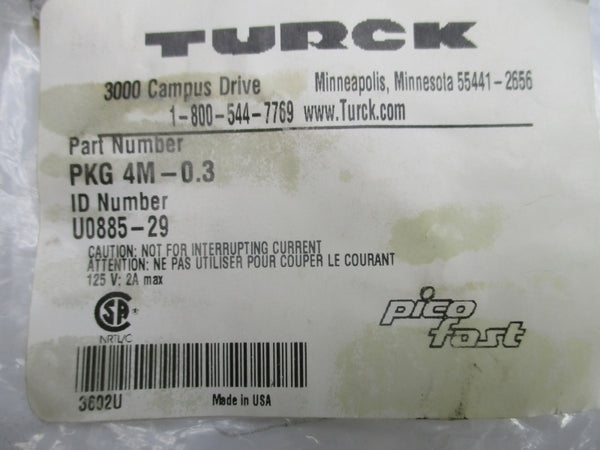 TURCK
3000 Campus Drive Minneapolis, Minnesota 55441-2656
1-800-544-7769 www.Turck.com
Part Number
PKG 4M-0.3
ID Number
U0885-29
CAUTION: NOT FOR INTERRUPTING CURRENT
ATTENTION: NE PAS UTILISER POUR COUPER LE COURANT
125 V: 2A max
SA
NRTL/C
pico
fast
3602U Made in USA